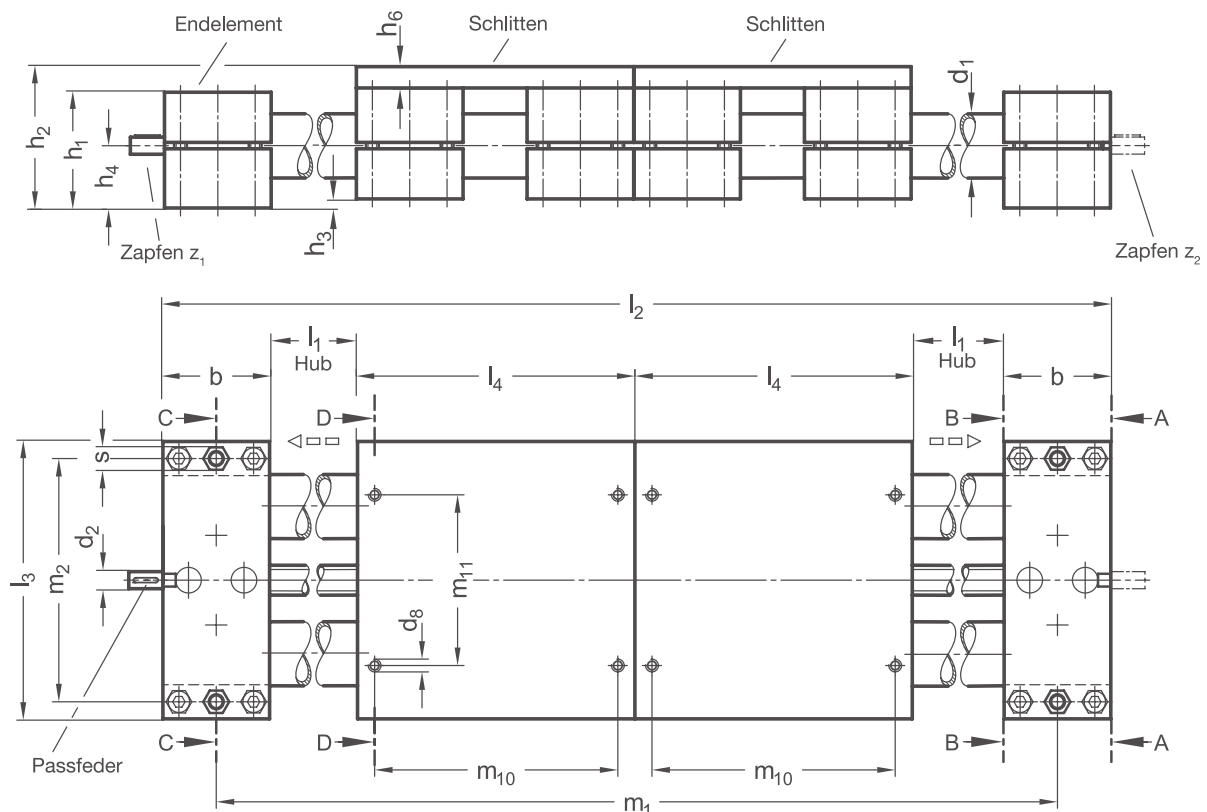 Endelement
Schlitten
Schlitten
h6
d1
h2
h1
h4
h3
Zapfen z1
Zapfen z2
l2
l1
Hub
l1
Hub
b
l4
l4
b
C
D
B
A
s
d2
m2
l3
m11
d8
C
D
B
A
Passfeder
m10
m10
m1